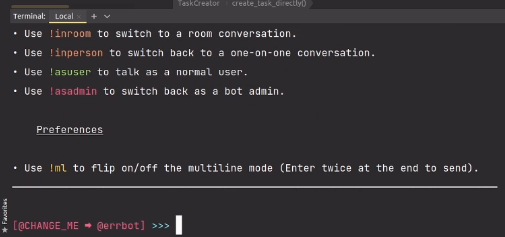 TaskCreator › create_task_directly()
Terminal: Local × + ∨
• Use !inroom to switch to a room conversation.
• Use !inperson to switch back to a one-on-one conversation.
• Use !asuser to talk as a normal user.
• Use !asadmin to switch back as a bot admin.
Preferences
• Use !ml to flip on/off the multiline mode (Enter twice at the end to send).
Favorites
[@CHANGE_ME ➡ @errbot] >>>